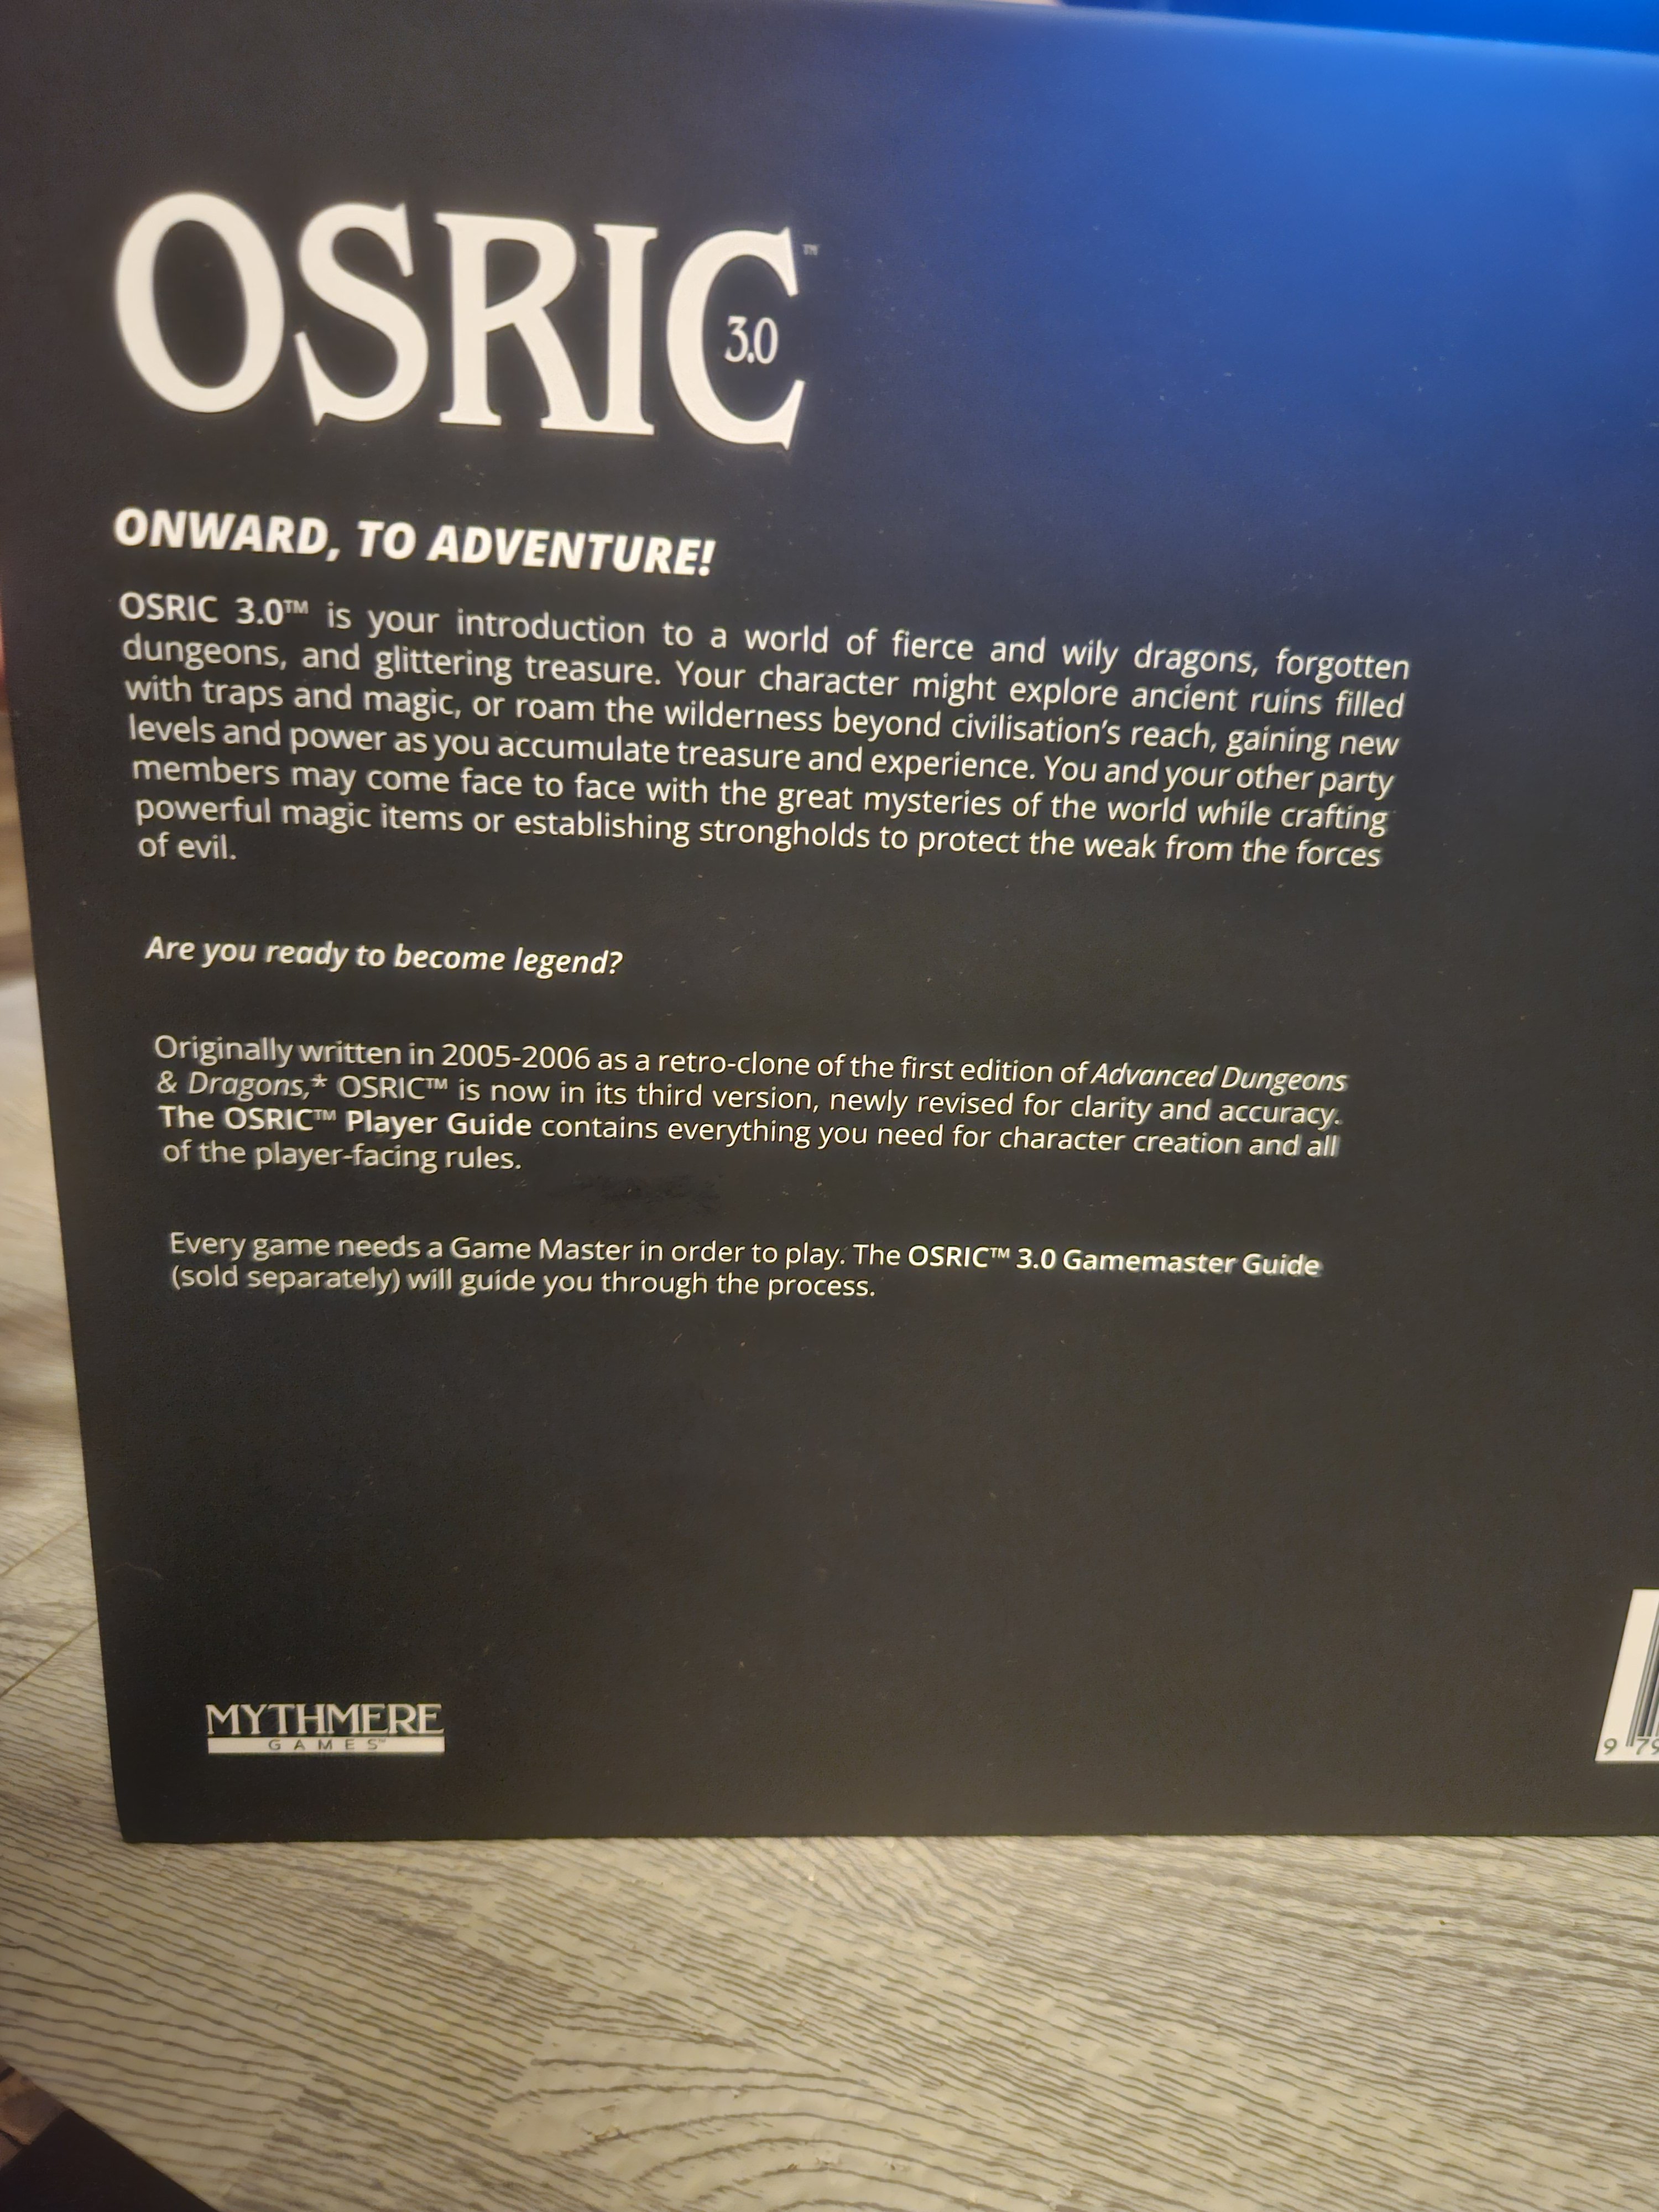 OSRIC™
3.0
ONWARD, TO ADVENTURE!
OSRIC 3.0™ is your introduction to a world of fierce and wily dragons, forgotten
dungeons, and glittering treasure. Your character might explore ancient ruins filled
with traps and magic, or roam the wilderness beyond civilisation's reach, gaining new
levels and power as you accumulate treasure and experience. You and your other party
members may come face to face with the great mysteries of the world while crafting
powerful magic items or establishing strongholds to protect the weak from the forces
of evil.
Are you ready to become legend?
Originally written in 2005-2006 as a retro-clone of the first edition of Advanced Dungeons
& Dragons,* OSRIC™ is now in its third version, newly revised for clarity and accuracy.
The OSRIC™ Player Guide contains everything you need for character creation and all
of the player-facing rules.
Every game needs a Game Master in order to play. The OSRIC™ 3.0 Gamemaster Guide
(sold separately) will guide you through the process.
MYTHMERE
GAMES™
9 79